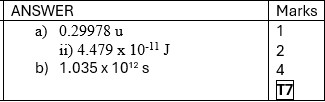 ANSWER Marks
a) 0.29978 u 1
ii) 4.479 x 10⁻¹¹ J 2
b) 1.035 x 10¹² s 4
T7